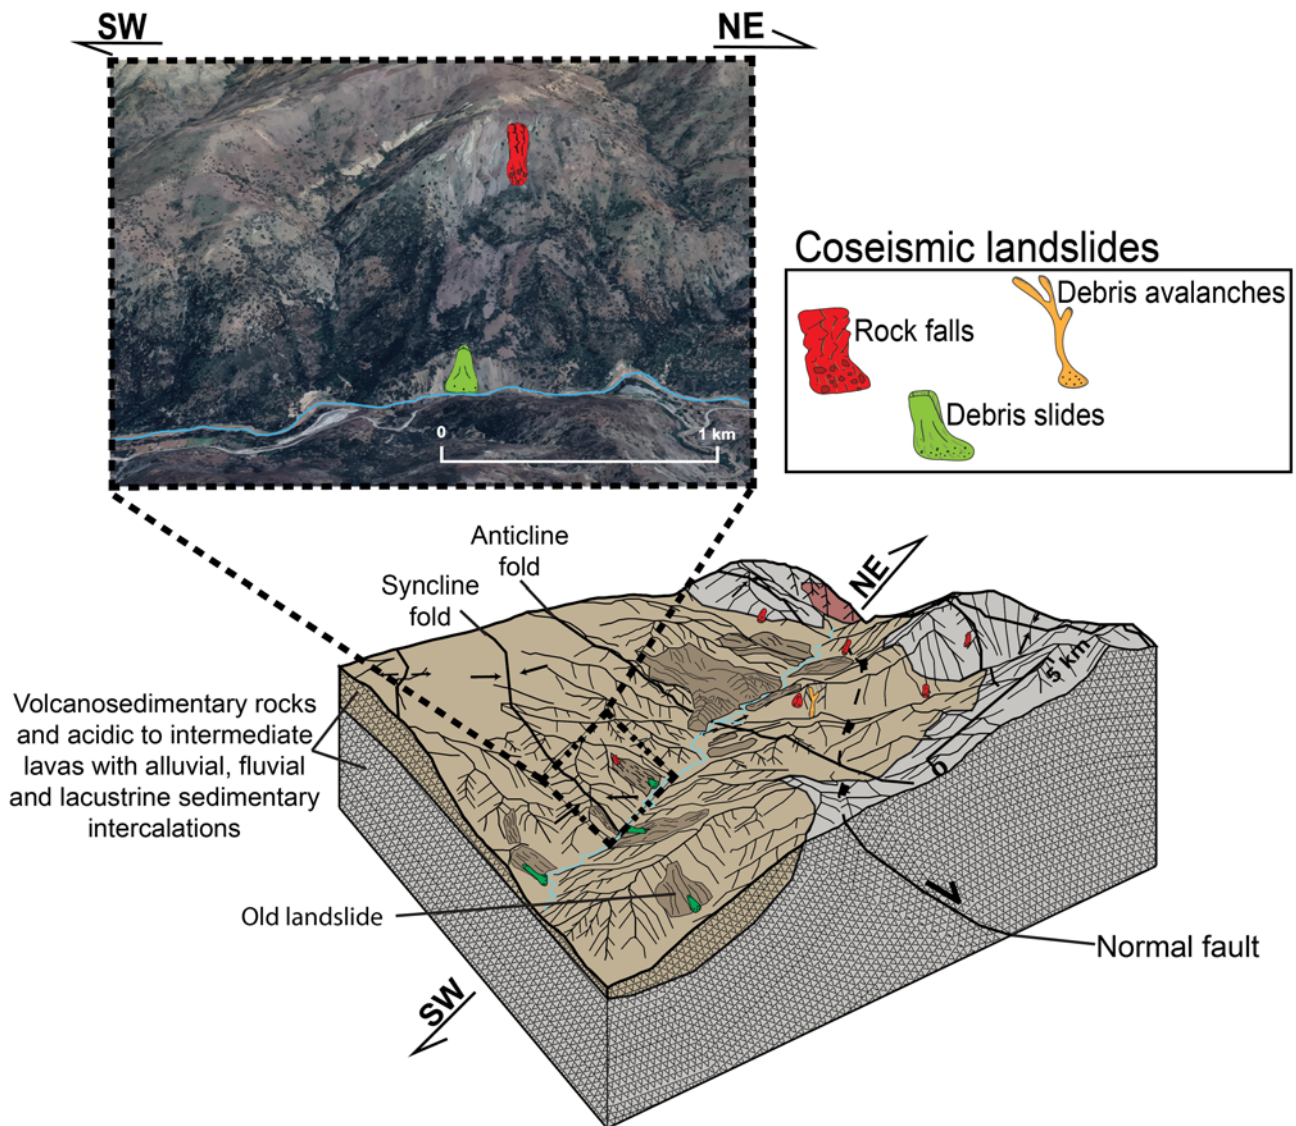 SW
NE
Coseismic landslides
Debris avalanches
Rock falls
Debris slides
0
1 km
Anticline
fold
Syncline
fold
NE
5 km
0
Volcanosedimentary rocks
and acidic to intermediate
lavas with alluvial, fluvial
and lacustrine sedimentary
intercalations
Old landslide
Normal fault
SW